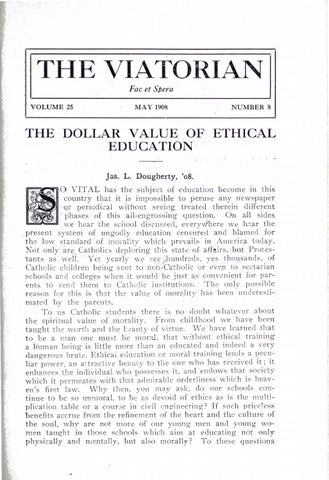 THE VIATORIAN
Fac et Spera
VOLUME 25 MAY 1908 NUMBER 8
THE DOLLAR VALUE OF ETHICAL
EDUCATION
Jas. L. Dougherty, '08.
SO VITAL has the subject of education become in this
country that it is impossible to peruse any newspaper
or periodical without seeing treated therein different
phases of this all-engrossing question. On all sides
we hear the school discussed, everywhere we hear the
present system of ungodly education censured and blamed for
the low standard of morality which prevails in America today.
Not only are Catholics deploring this state of affairs, but Protes-
tants as well. Yet yearly we see hundreds, yes thousands, of
Catholic children being sent to non-Catholic or even to sectarian
schools and colleges when it would be just as convenient for par-
ents to send them to Catholic institutions. The only possible
reason for this is that the value of morality has been underesti-
mated by the parents.
To us Catholic students there is no doubt whatever about
the spiritual value of morality. From childhood we have been
taught the worth and the beauty of virtue. We have learned that
to be a man one must be moral, that without ethical training
a human being is little more than an educated and indeed a very
dangerous brute. Ethical education or moral training lends a pecu-
liar power, an attractive beauty to the one who has received it; it
enhances the individual who possesses it, and endows that society
which it permeates with that admirable orderliness which is heav-
en's first law. Why then, you may ask, do our schools con-
tinue to be so immoral, to be as devoid of ethics as is the multi-
plication table or a course in civil engineering? If such priceless
benefits accrue from the refinement of the heart and the culture of
the soul, why are not more of our young men and young wo-
men taught in those schools which aim at educating not only
physically and mentally, but also morally? To these questions